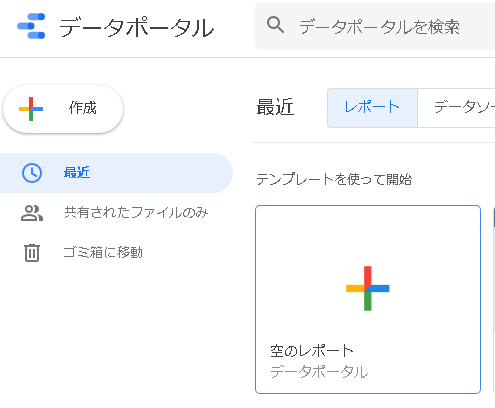 データポータル
データポータルを検索
作成
最近
レポート
データソー
最近
共有されたファイルのみ
ゴミ箱に移動
テンプレートを使って開始
空のレポート
データポータル